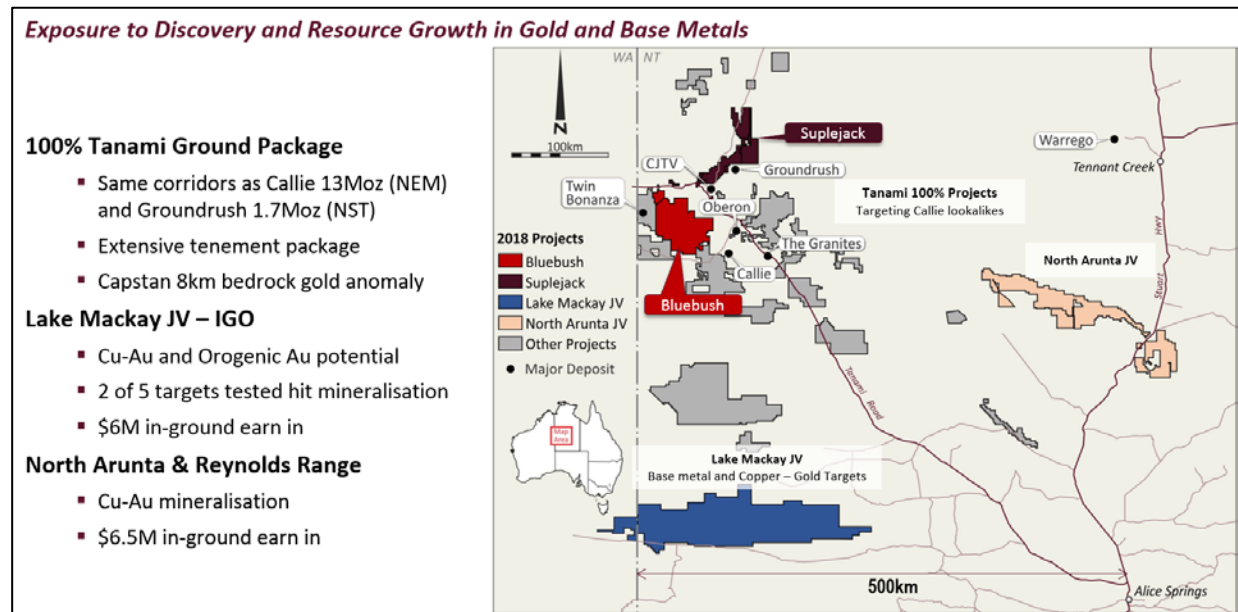 Exposure to Discovery and Resource Growth in Gold and Base Metals
100% Tanami Ground Package
▪ Same corridors as Callie 13Moz (NEM)
and Groundrush 1.7Moz (NST)
▪ Extensive tenement package
▪ Capstan 8km bedrock gold anomaly
Lake Mackay JV – IGO
▪ Cu-Au and Orogenic Au potential
▪ 2 of 5 targets tested hit mineralisation
▪ $6M in-ground earn in
North Arunta & Reynolds Range
▪ Cu-Au mineralisation
▪ $6.5M in-ground earn in
WA NT
N
100km
Suplejack
Warrego
Tennant Creek
CJTV
Groundrush
Twin
Bonanza
Oberon
Tanami 100% Projects
Targeting Callie lookalikes
The Granites
Callie
Bluebush
Stuart Hwy
North Arunta JV
2018 Projects
Bluebush
Suplejack
Lake Mackay JV
North Arunta JV
Other Projects
Major Deposit
Tanami Road
Map
Area
Lake Mackay JV
Base metal and Copper – Gold Targets
500km
Alice Springs